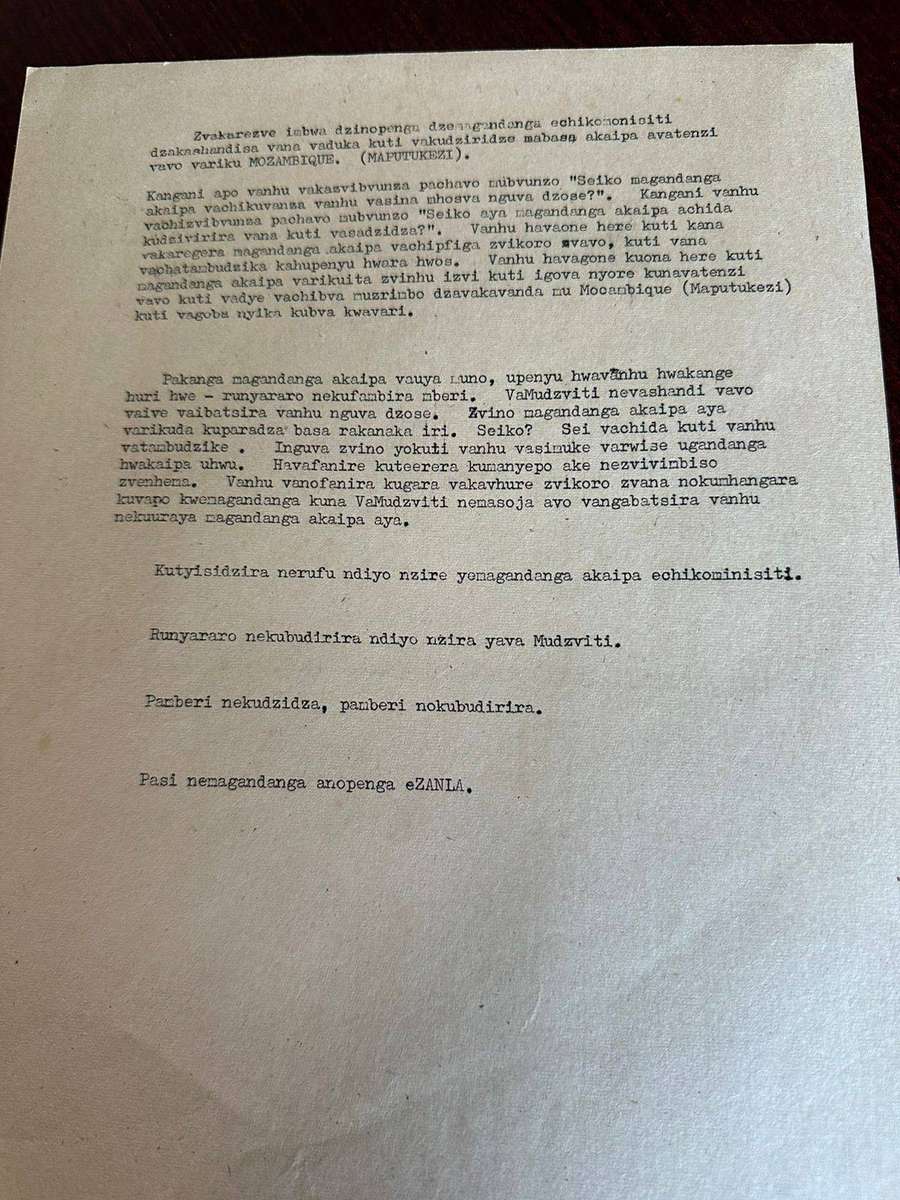 Zvakarezve imbwa dzinopenga dzemagandanga echikomonisiti
dzakashandisa vana vaduka kuti vakudziridze mabasa akaipa avatenzi
vavo variku MOZAMBIQUE. (MAPUTUKEZI).
Kangani apo vanhu vakazvibvunza pachavo mubvunzo "Seiko magandanga
akaipa vachikuvanza vanhu vasina mhosva nguva dzose?". Kangani vanhu
vachizvibvunza pachavo mubvunzo "Seiko aya magandanga akaipa achida
kudzivirira vana kuti vasadzidza?". Vanhu havaone here kuti kana
vakaregera magandanga akaipa vachipfiga zvikoro zvavo, kuti vana
vachatambudzika kahupenyu hwara hwos. Vanhu havagone kuona here kuti
magandanga akaipa varikuita zvinhu izvi kuti igova nyore kunavatenzi
vavo kuti vadye vachibva muzrimbo dzavakavanda mu Mocambique (Maputukezi)
kuti vagoba nyika kubva kwavari.
Pakanga magandanga akaipa vauya muno, upenyu hwavanhu hwakange
huri hwe - runyararo nekufambira mberi. VaMudzviti nevashandi vavo
vaive vaibatsira vanhu nguva dzose. Zvino magandanga akaipa aya
varikuda kuparadza basa rakanaka iri. Seiko? Sei vachida kuti vanhu
vatambudzike . Inguva zvino yokuti vanhu vasimuke varwise ugandanga
hwakaipa uhwu. Havafanire kuteerera kumanyepo ake nezvivimbiso
zvenhema. Vanhu vanofanira kugara vakavhure zvikoro zvana nokumhangara
kuvapo kwemagandanga kuna VaMudzviti nemasoja avo vangabatsira vanhu
nekuuraya magandanga akaipa aya.
Kutyisidzira nerufu ndiyo nzire yemagandanga akaipa echikominisiti.
Runyararo nekubudirira ndiyo nzira yava Mudzviti.
Pamberi nekudzidza, pamberi nokubudirira.
Pasi nemagandanga anopenga eZANLA.